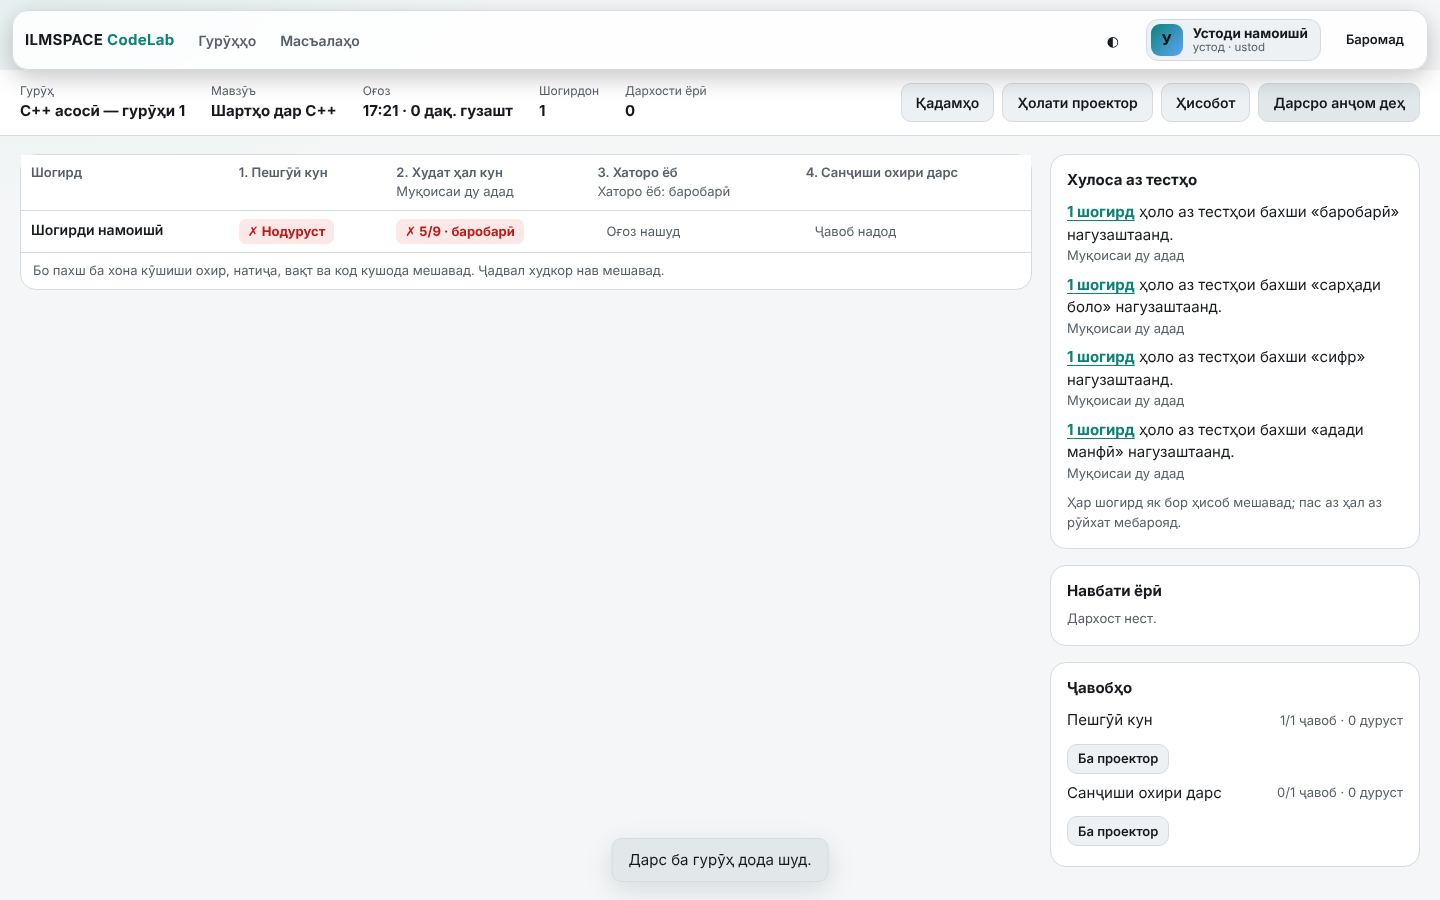 ILMSPACE CodeLab
Гурӯҳҳо
Масъалаҳо
У
Устоди намоишӣ
устод · ustod
Баромад
Гурӯҳ
C++ асосӣ — гурӯҳи 1
Мавзӯъ
Шартҳо дар C++
Оғоз
17:21 · 0 дақ. гузашт
Шогирдон
1
Дархости ёрӣ
0
Қадамҳо
Ҳолати проектор
Ҳисобот
Дарсро анҷом деҳ
Шогирд
1. Пешгӯӣ кун
2. Худат ҳал кун
Муқоисаи ду адад
3. Хаторо ёб
Хаторо ёб: баробарӣ
4. Санҷиши охири дарс
Шогирди намоишӣ
✗ Нодуруст
✗ 5/9 · баробарӣ
Оғоз нашуд
Ҷавоб надод
Бо пахш ба хона кӯшиши охир, натиҷа, вақт ва код кушода мешавад. Ҷадвал худкор нав мешавад.
Хулоса аз тестҳо
1 шогирд ҳоло аз тестҳои бахши «баробарӣ»
нагузаштаанд.
Муқоисаи ду адад
1 шогирд ҳоло аз тестҳои бахши «сарҳади
боло» нагузаштаанд.
Муқоисаи ду адад
1 шогирд ҳоло аз тестҳои бахши «сифр»
нагузаштаанд.
Муқоисаи ду адад
1 шогирд ҳоло аз тестҳои бахши «адади
манфӣ» нагузаштаанд.
Муқоисаи ду адад
Ҳар шогирд як бор ҳисоб мешавад; пас аз ҳал аз
рӯйхат мебарояд.
Навбати ёрӣ
Дархост нест.
Ҷавобҳо
Пешгӯӣ кун
1/1 ҷавоб · 0 дуруст
Ба проектор
Санҷиши охири дарс
0/1 ҷавоб · 0 дуруст
Ба проектор
Дарс ба гурӯҳ дода шуд.